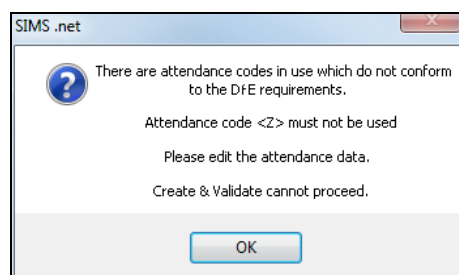 SIMS .net
There are attendance codes in use which do not conform
to the DfE requirements.
Attendance code <Z> must not be used
Please edit the attendance data.
Create & Validate cannot proceed.
OK